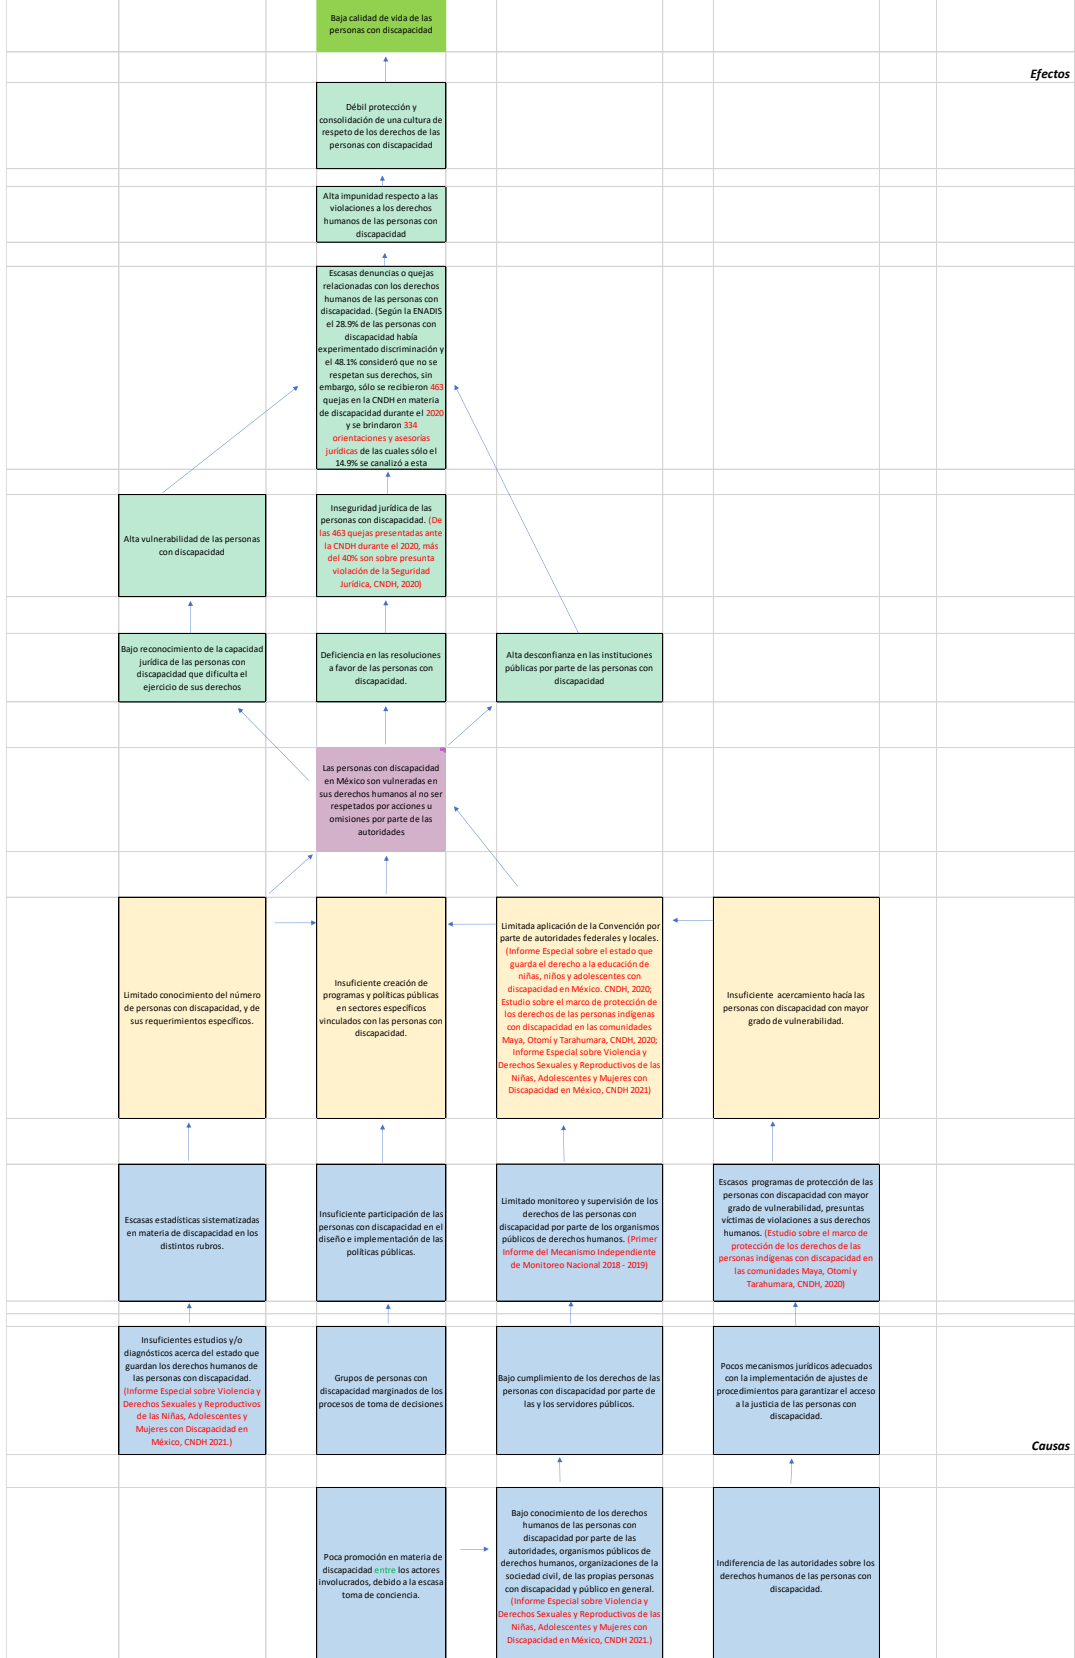 Baja calidad de vida de las
personas con discapacidad
Efectos
Débil protección y
consolidación de una cultura de
respeto de los derechos de las
personas con discapacidad
Alta impunidad respecto a las
violaciones a los derechos
humanos de las personas con
discapacidad
Escasas denuncias o quejas
relacionadas con los derechos
humanos de las personas con
discapacidad. (Según la ENADIS
el 28.9% de las personas con
discapacidad había
experimentado discriminación y
el 48.1% consideró que no se
respetan sus derechos, sin
embargo, sólo se recibieron 463
quejas en la CNDH en materia
de discapacidad durante el 2020
y se brindaron 334
orientaciones y asesorías
jurídicas de las cuales sólo el
14.9% se canalizó a esta
Alta vulnerabilidad de las personas
con discapacidad
Inseguridad jurídica de las
personas con discapacidad. (De
las 463 quejas presentadas ante
la CNDH durante el 2020, más
del 40% son sobre presunta
violación de la Seguridad
Jurídica, CNDH, 2020)
Bajo reconocimiento de la capacidad
jurídica de las personas con
discapacidad que dificulta el
ejercicio de sus derechos
Deficiencia en las resoluciones
a favor de las personas con
discapacidad.
Alta desconfianza en las instituciones
públicas por parte de las personas con
discapacidad
Las personas con discapacidad
en México son vulneradas en
sus derechos humanos al no ser
respetados por acciones u
omisiones por parte de las
autoridades
Limitado conocimiento del número
de personas con discapacidad, y de
sus requerimientos específicos.
Insuficiente creación de
programas y políticas públicas
en sectores específicos
vinculados con las personas con
discapacidad.
Limitada aplicación de la Convención por
parte de autoridades federales y locales.
(Informe Especial sobre el estado que
guarda el derecho a la educación de
niñas, niños y adolescentes con
discapacidad en México. CNDH, 2020;
Estudio sobre el marco de protección de
los derechos de las personas indígenas
con discapacidad en las comunidades
Maya, Otomí y Tarahumara, CNDH, 2020;
Informe Especial sobre Violencia y
Derechos Sexuales y Reproductivos de las
Niñas, Adolescentes y Mujeres con
Discapacidad en México, CNDH 2021)
Insuficiente acercamiento hacía las
personas con discapacidad con mayor
grado de vulnerabilidad.
Escasas estadísticas sistematizadas
en materia de discapacidad en los
distintos rubros.
Insuficiente participación de las
personas con discapacidad en el
diseño e implementación de las
políticas públicas.
Limitado monitoreo y supervisión de los
derechos de las personas con
discapacidad por parte de los organismos
públicos de derechos humanos. (Primer
Informe del Mecanismo Independiente
de Monitoreo Nacional 2018 - 2019)
Escasos programas de protección de las
personas con discapacidad con mayor
grado de vulnerabilidad, presuntas
víctimas de violaciones a sus derechos
humanos. (Estudio sobre el marco de
protección de los derechos de las
personas indígenas con discapacidad en
las comunidades Maya, Otomí y
Tarahumara, CNDH, 2020)
Insuficientes estudios y/o
diagnósticos acerca del estado que
guardan los derechos humanos de
las personas con discapacidad.
(Informe Especial sobre Violencia y
Derechos Sexuales y Reproductivos
de las Niñas, Adolescentes y
Mujeres con Discapacidad en
México, CNDH 2021.)
Grupos de personas con
discapacidad marginados de los
procesos de toma de decisiones
Bajo cumplimiento de los derechos de las
personas con discapacidad por parte de
las y los servidores públicos.
Pocos mecanismos jurídicos adecuados
con la implementación de ajustes de
procedimientos para garantizar el acceso
a la justicia de las personas con
discapacidad.
Causas
Poca promoción en materia de
discapacidad entre los actores
involucrados, debido a la escasa
toma de conciencia.
Bajo conocimiento de los derechos
humanos de las personas con
discapacidad por parte de las
autoridades, organismos públicos de
derechos humanos, organizaciones de la
sociedad civil, de las propias personas
con discapacidad y público en general.
(Informe Especial sobre Violencia y
Derechos Sexuales y Reproductivos de las
Niñas, Adolescentes y Mujeres con
Discapacidad en México, CNDH 2021.)
Indiferencia de las autoridades sobre los
derechos humanos de las personas con
discapacidad.